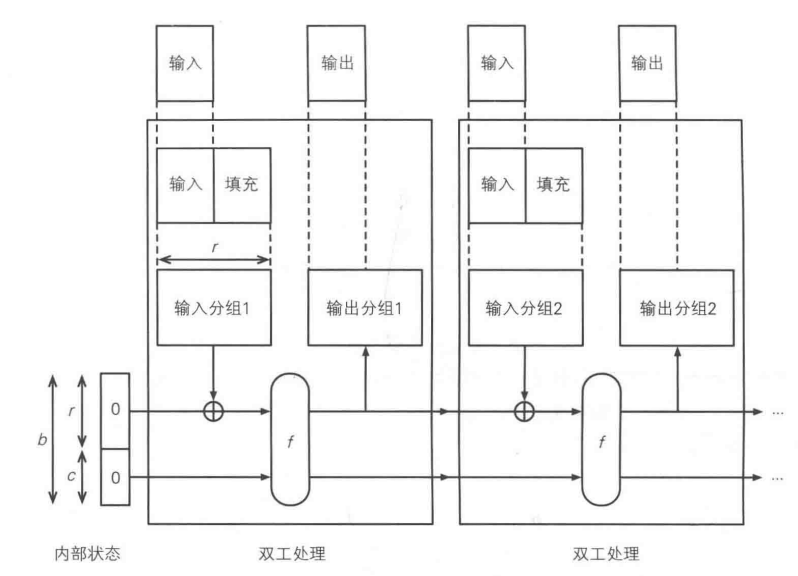 输入
输出
输入
输出
输入
填充
输入
填充
r
输入分组1
输出分组1
输入分组2
输出分组2
b
r
0
f
f
...
c
0
...
内部状态
双工处理
双工处理